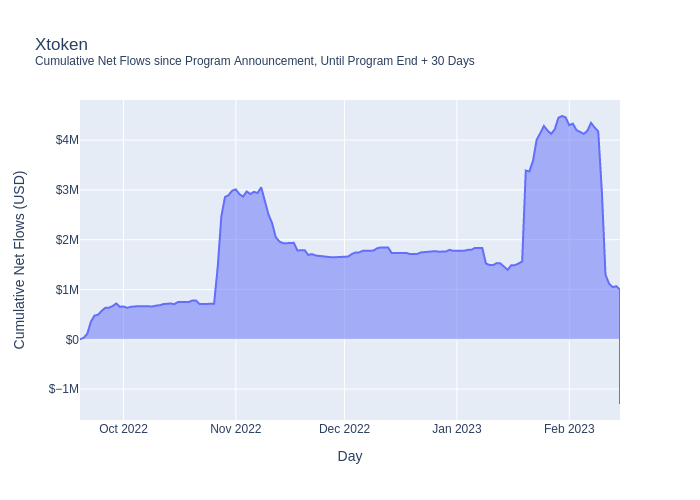 Xtoken
Cumulative Net Flows since Program Announcement, Until Program End + 30 Days
Cumulative Net Flows (USD)
$4M
$3M
$2M
$1M
$0
$−1M
Oct 2022
Nov 2022
Dec 2022
Jan 2023
Feb 2023
Day